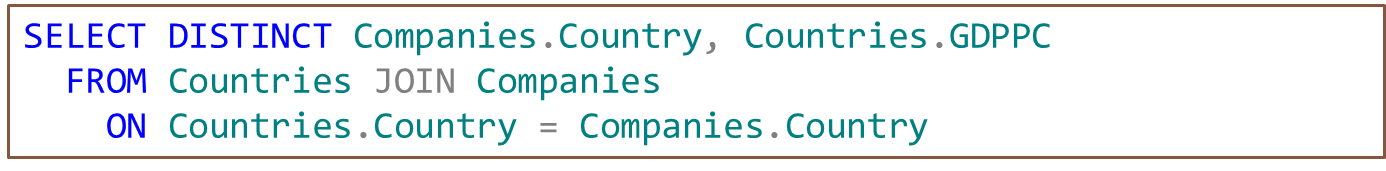 SELECT DISTINCT Companies.Country, Countries.GDPPC
FROM Countries JOIN Companies
ON Countries.Country = Companies.Country